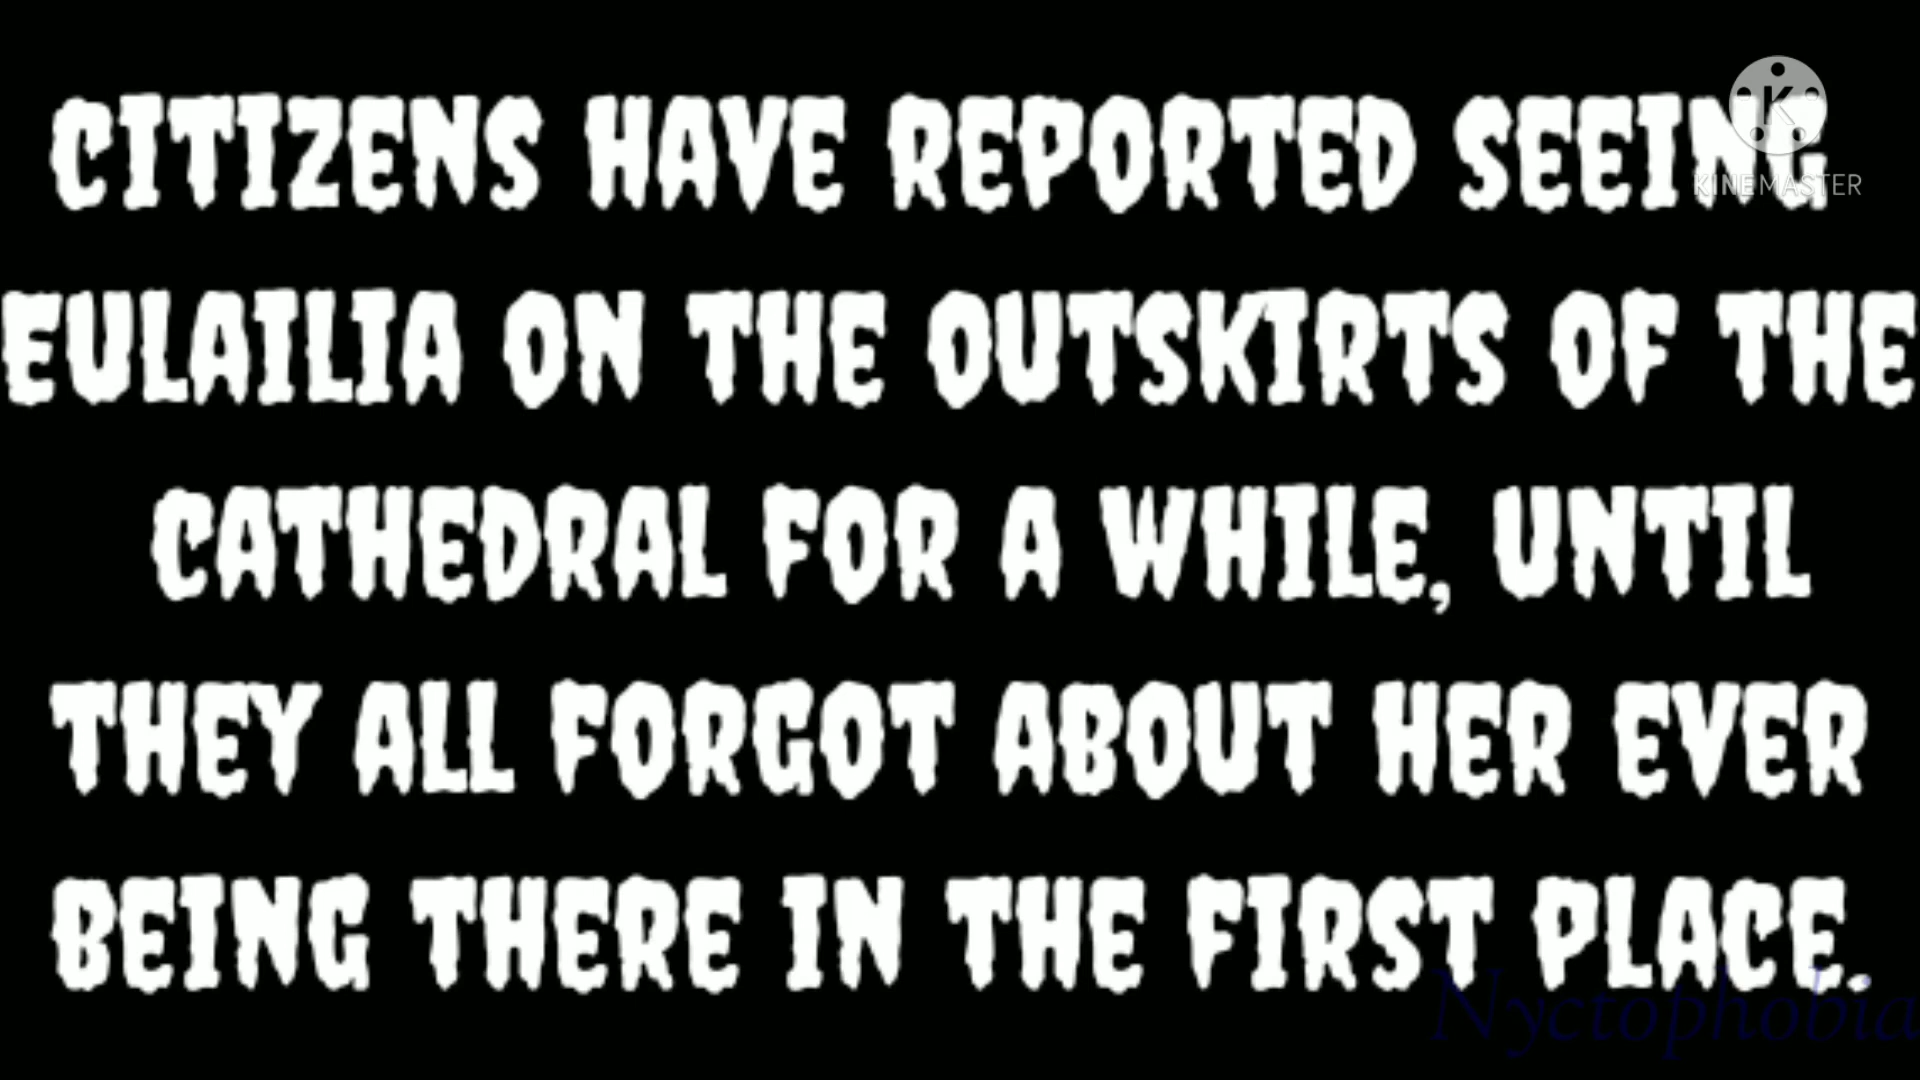 CITIZENS HAVE REPORTED SEEING
KINEMASTER
EULAILIA ON THE OUTSKIRTS OF THE
CATHEDRAL FOR A WHILE, UNTIL
THEY ALL FORGOT ABOUT HER EVER
BEING THERE IN THE FIRST PLACE.
Nyctophobia